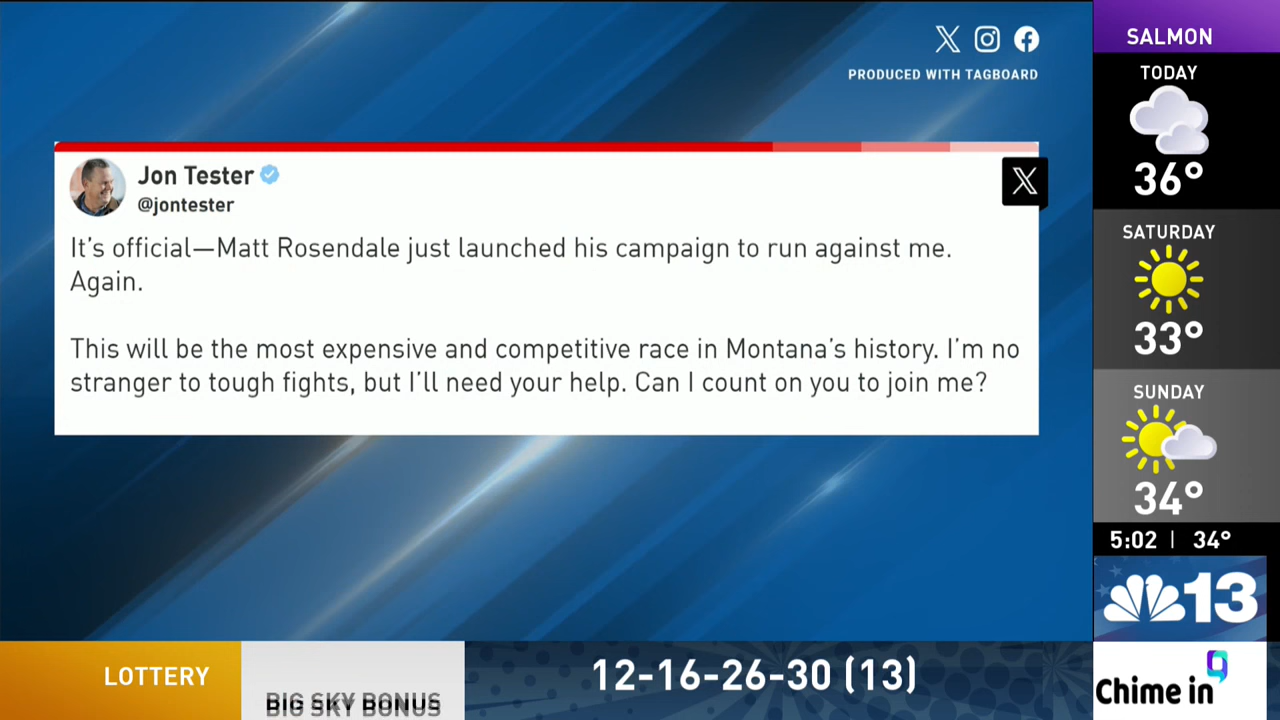 PRODUCED WITH TAGBOARD
Jon Tester
@jontester
It's official—Matt Rosendale just launched his campaign to run against me.
Again.
This will be the most expensive and competitive race in Montana's history. I'm no
stranger to tough fights, but I'll need your help. Can I count on you to join me?
SALMON
TODAY
36°
SATURDAY
33°
SUNDAY
34°
5:02 | 34°
13
Chime in
LOTTERY
BIG SKY BONUS
12-16-26-30 (13)